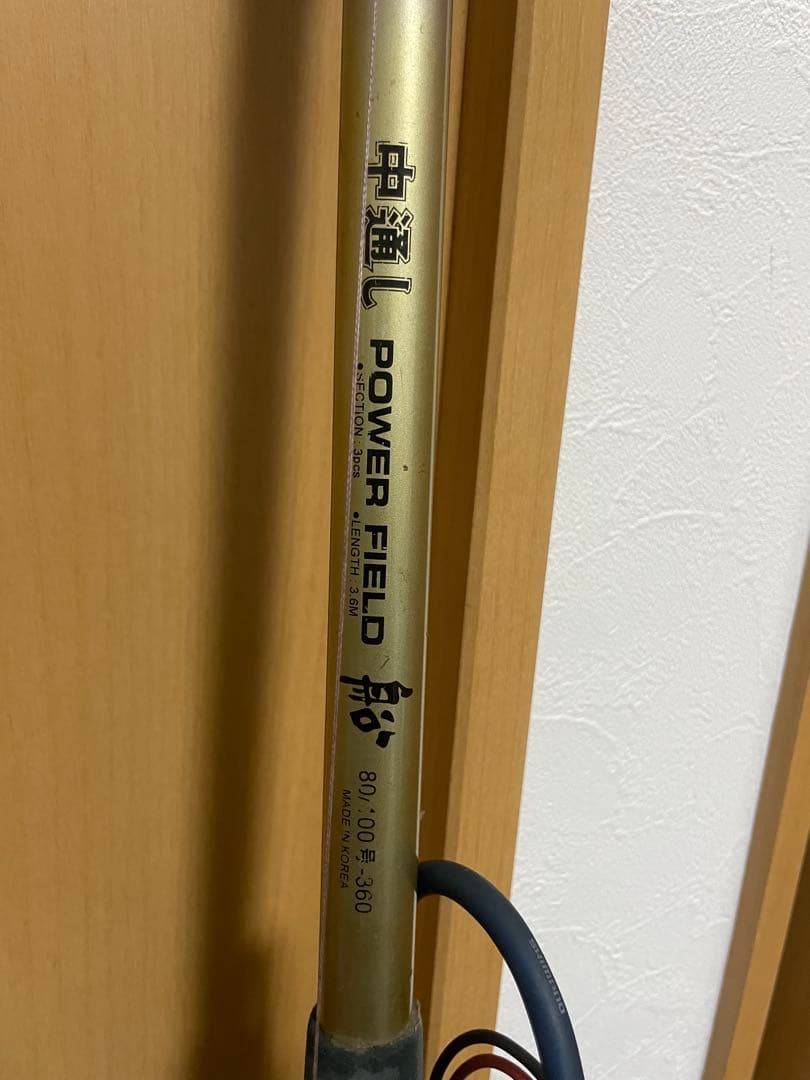 中通し POWER FIELD 船
•SECTION : 3pcs •LENGTH : 3.6M
80/100号-360
MADE IN KOREA
SHIMANO